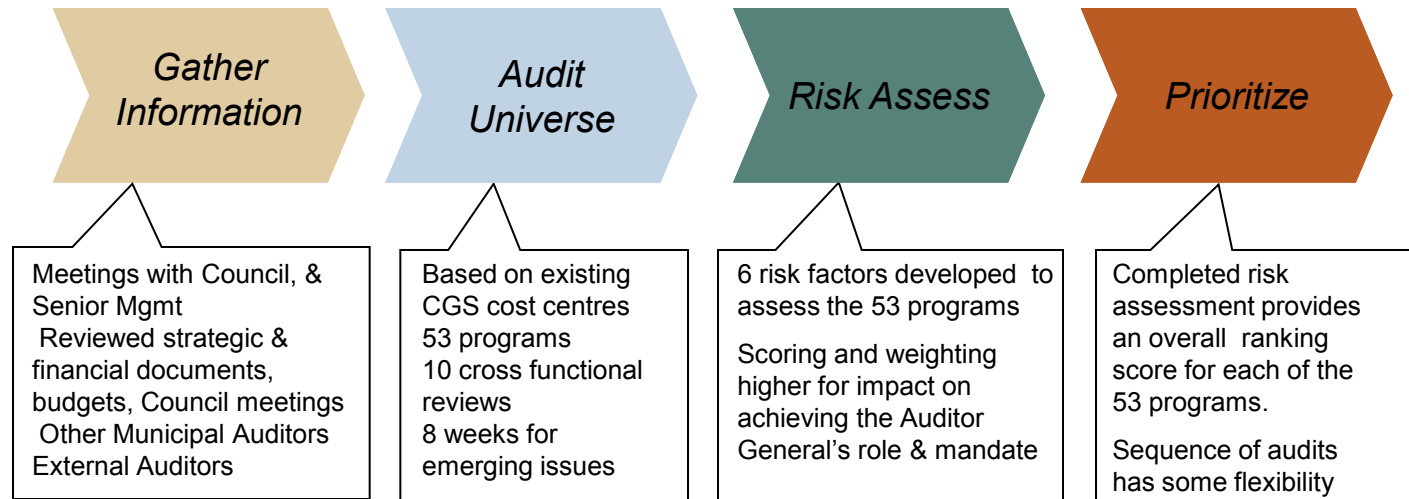 Gather
Information
Audit
Universe
Risk Assess
Prioritize
Meetings with Council, &
Senior Mgmt
Reviewed strategic &
financial documents,
budgets, Council meetings
Other Municipal Auditors
External Auditors
Based on existing
CGS cost centres
53 programs
10 cross functional
reviews
8 weeks for
emerging issues
6 risk factors developed to
assess the 53 programs
Scoring and weighting
higher for impact on
achieving the Auditor
General's role & mandate
Completed risk
assessment provides
an overall ranking
score for each of the
53 programs.
Sequence of audits
has some flexibility